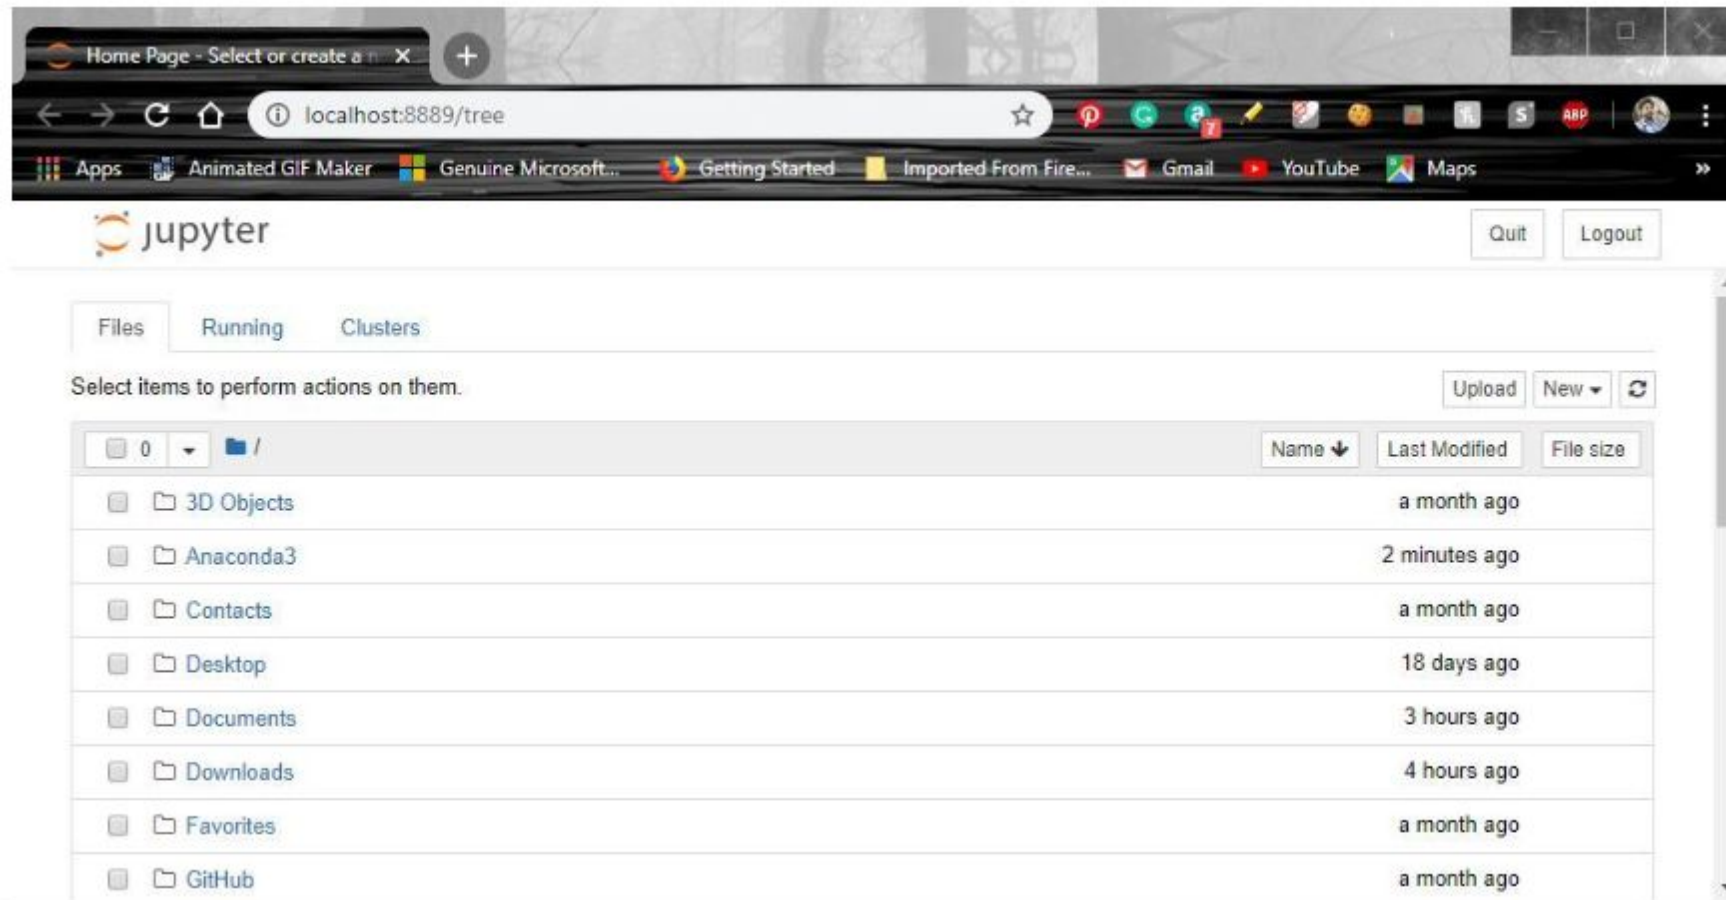 Home Page - Select or create a n
localhost:8889/tree
7 ABP
Apps Animated GIF Maker Genuine Microsoft... Getting Started Imported From Fire... Gmail YouTube Maps »
jupyter Quit Logout
Files Running Clusters
Select items to perform actions on them. Upload New
0 / Name Last Modified File size
3D Objects a month ago
Anaconda3 2 minutes ago
Contacts a month ago
Desktop 18 days ago
Documents 3 hours ago
Downloads 4 hours ago
Favorites a month ago
GitHub a month ago